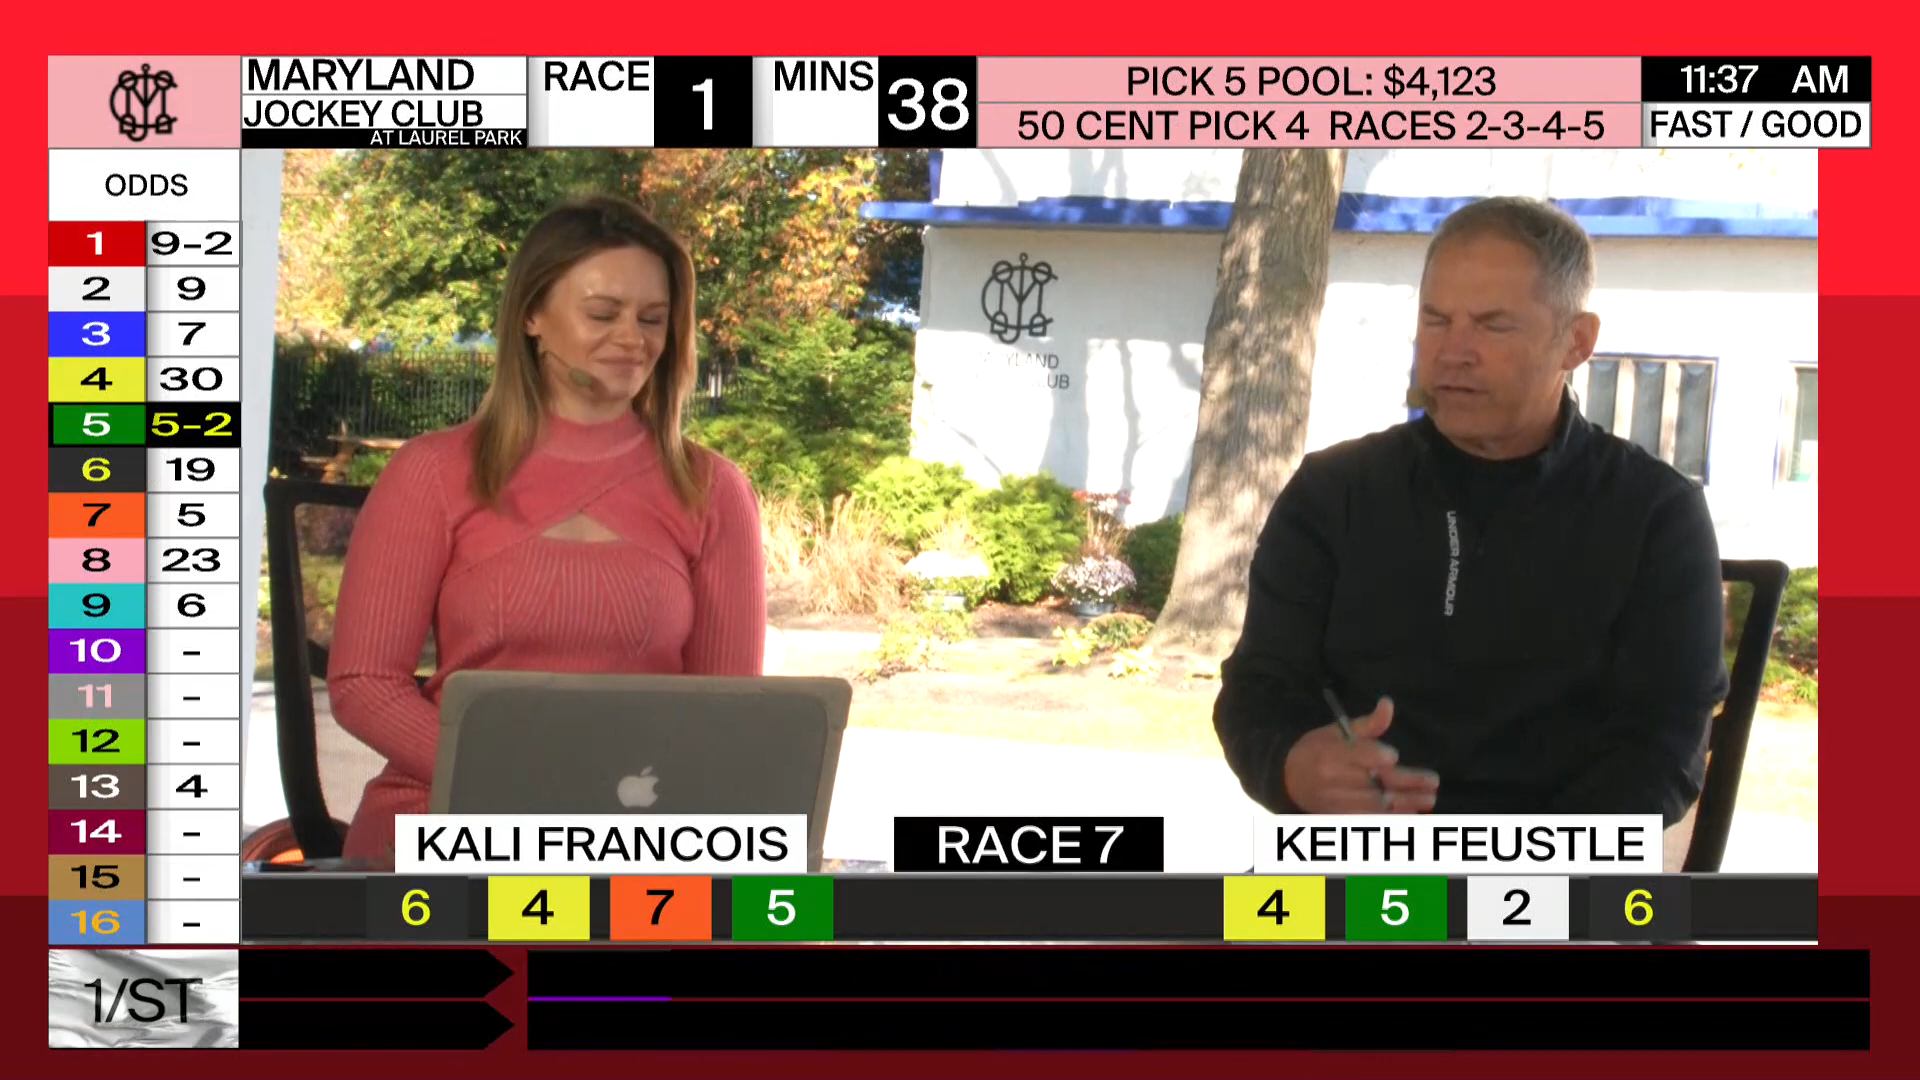 MARYLAND
JOCKEY CLUB
AT LAUREL PARK
RACE 1
MINS 38
PICK 5 POOL: $4,123
50 CENT PICK 4 RACES 2-3-4-5
11:37 AM
FAST / GOOD
ODDS
1 9-2
2 9
3 7
4 30
5 5-2
6 19
7 5
8 23
9 6
10 -
11 -
12 -
13 4
14 -
15 -
16 -
UNDER ARMOUR
KALI FRANCOIS
RACE 7
KEITH FEUSTLE
6 4 7 5
4 5 2 6
1/ST